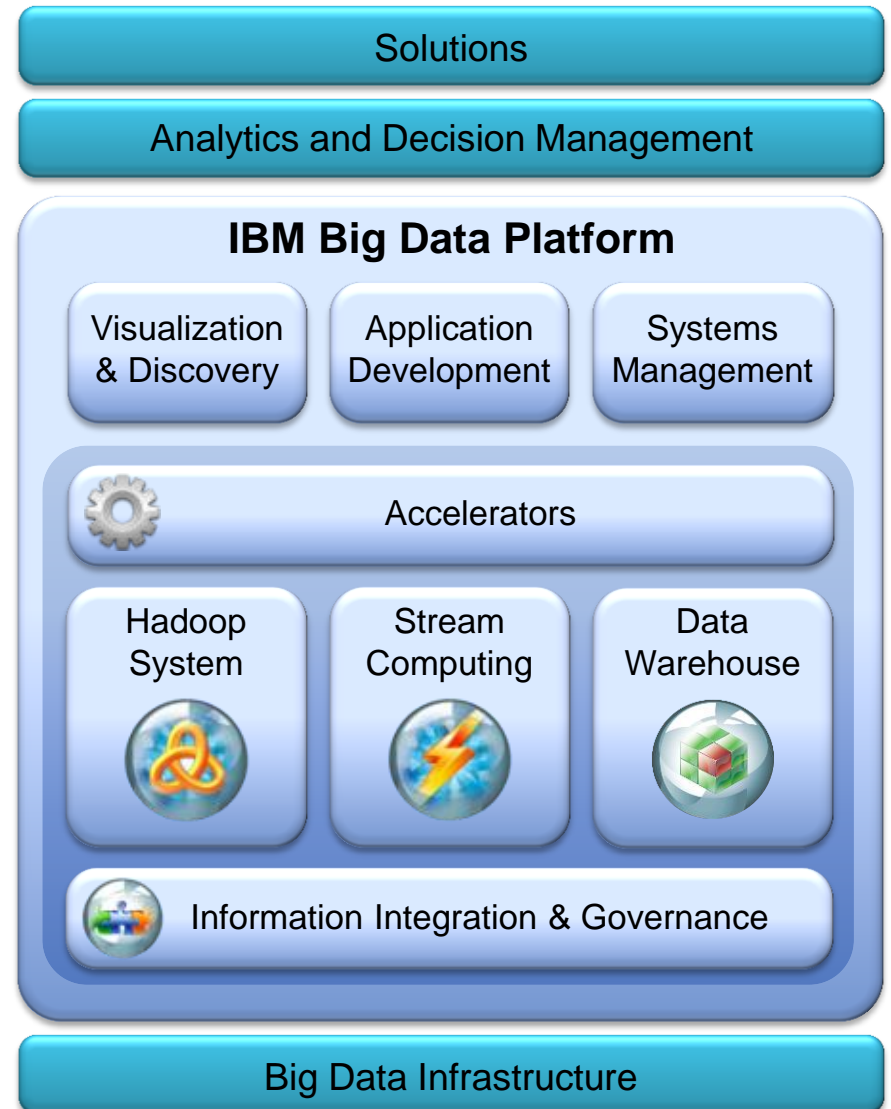 Solutions
Analytics and Decision Management
IBM Big Data Platform
Visualization
& Discovery
Application
Development
Systems
Management
Accelerators
Hadoop
System
Stream
Computing
Data
Warehouse
Information Integration & Governance
Big Data Infrastructure